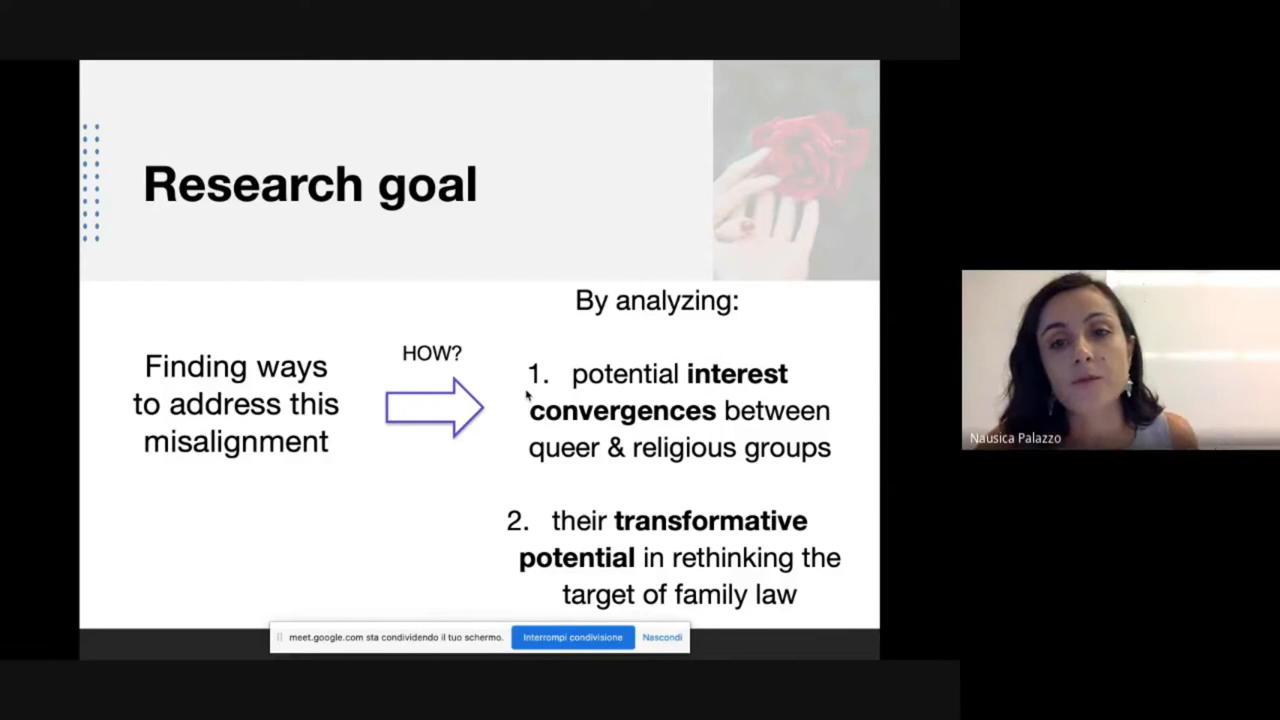 Research goal
By analyzing:
Finding ways
to address this
misalignment
HOW?
1. potential interest
convergences between
queer & religious groups
2. their transformative
potential in rethinking the
target of family law
Nausica Palazzo
meet.google.com sta condividendo il tuo schermo.
Interrompi condivisione
Nascondi